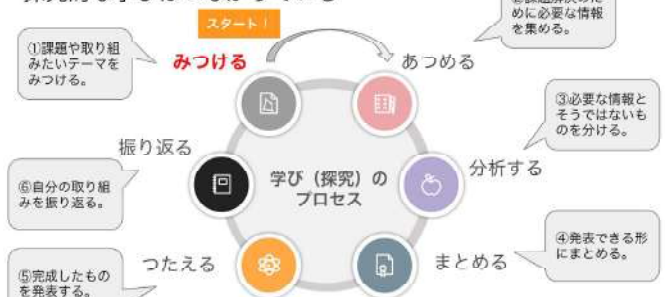 スタート！
①課題や取り組
みたいテーマを
みつける。
みつける
あつめる
めに必要な情報
を集める。
③必要な情報と
そうではないも
のを分ける。
振り返る
学び（探究）の
プロセス
分析する
⑥自分の取り組
みを振り返る。
④発表できる形
にまとめる。
つたえる
まとめる
⑤完成したもの
を発表する。